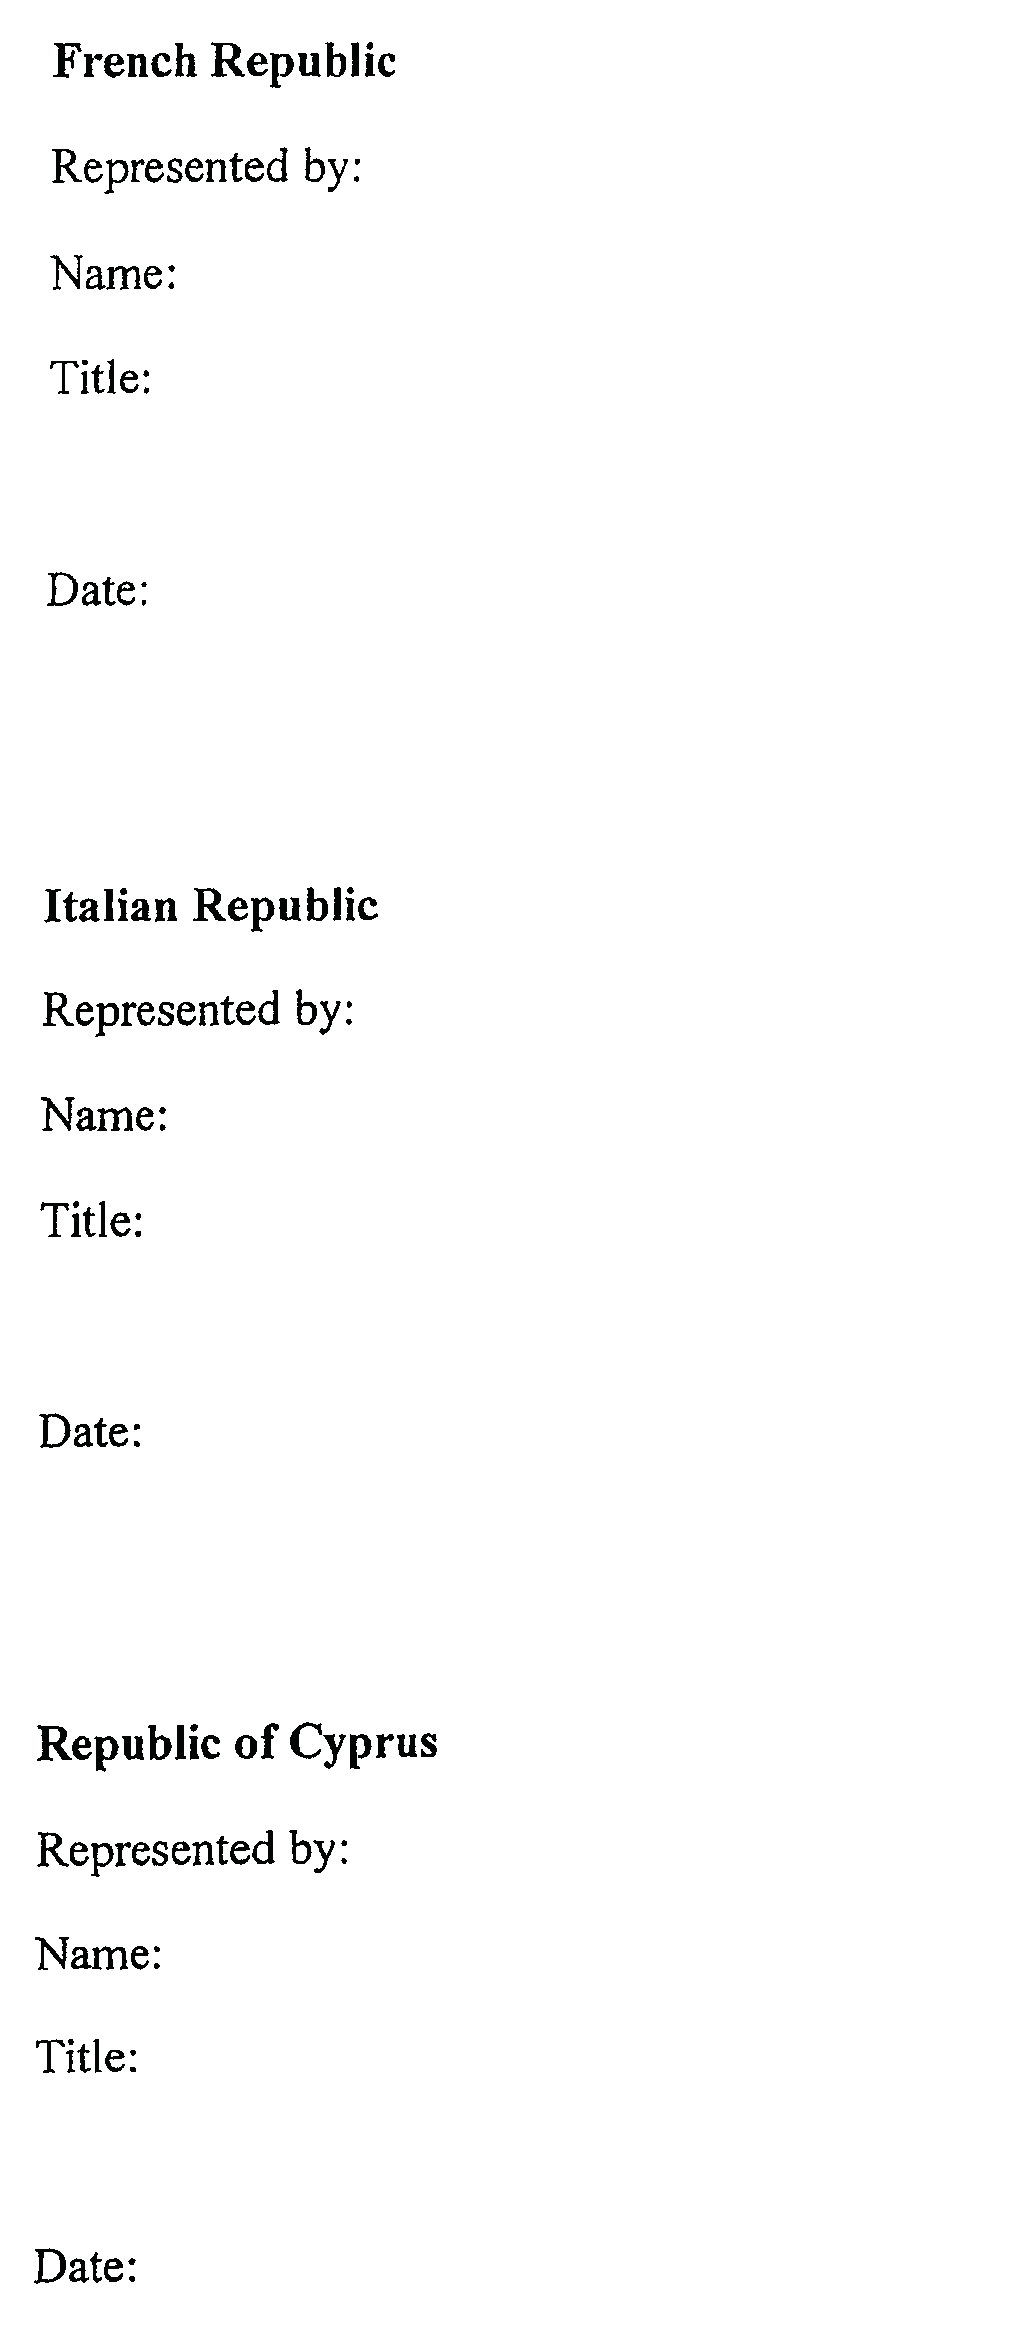 French Republic
Represented by:
Name:
Title:
Date:
Italian Republic
Represented by:
Name:
Title:
Date:
Republic of Cyprus
Represented by:
Name:
Title:
Date: